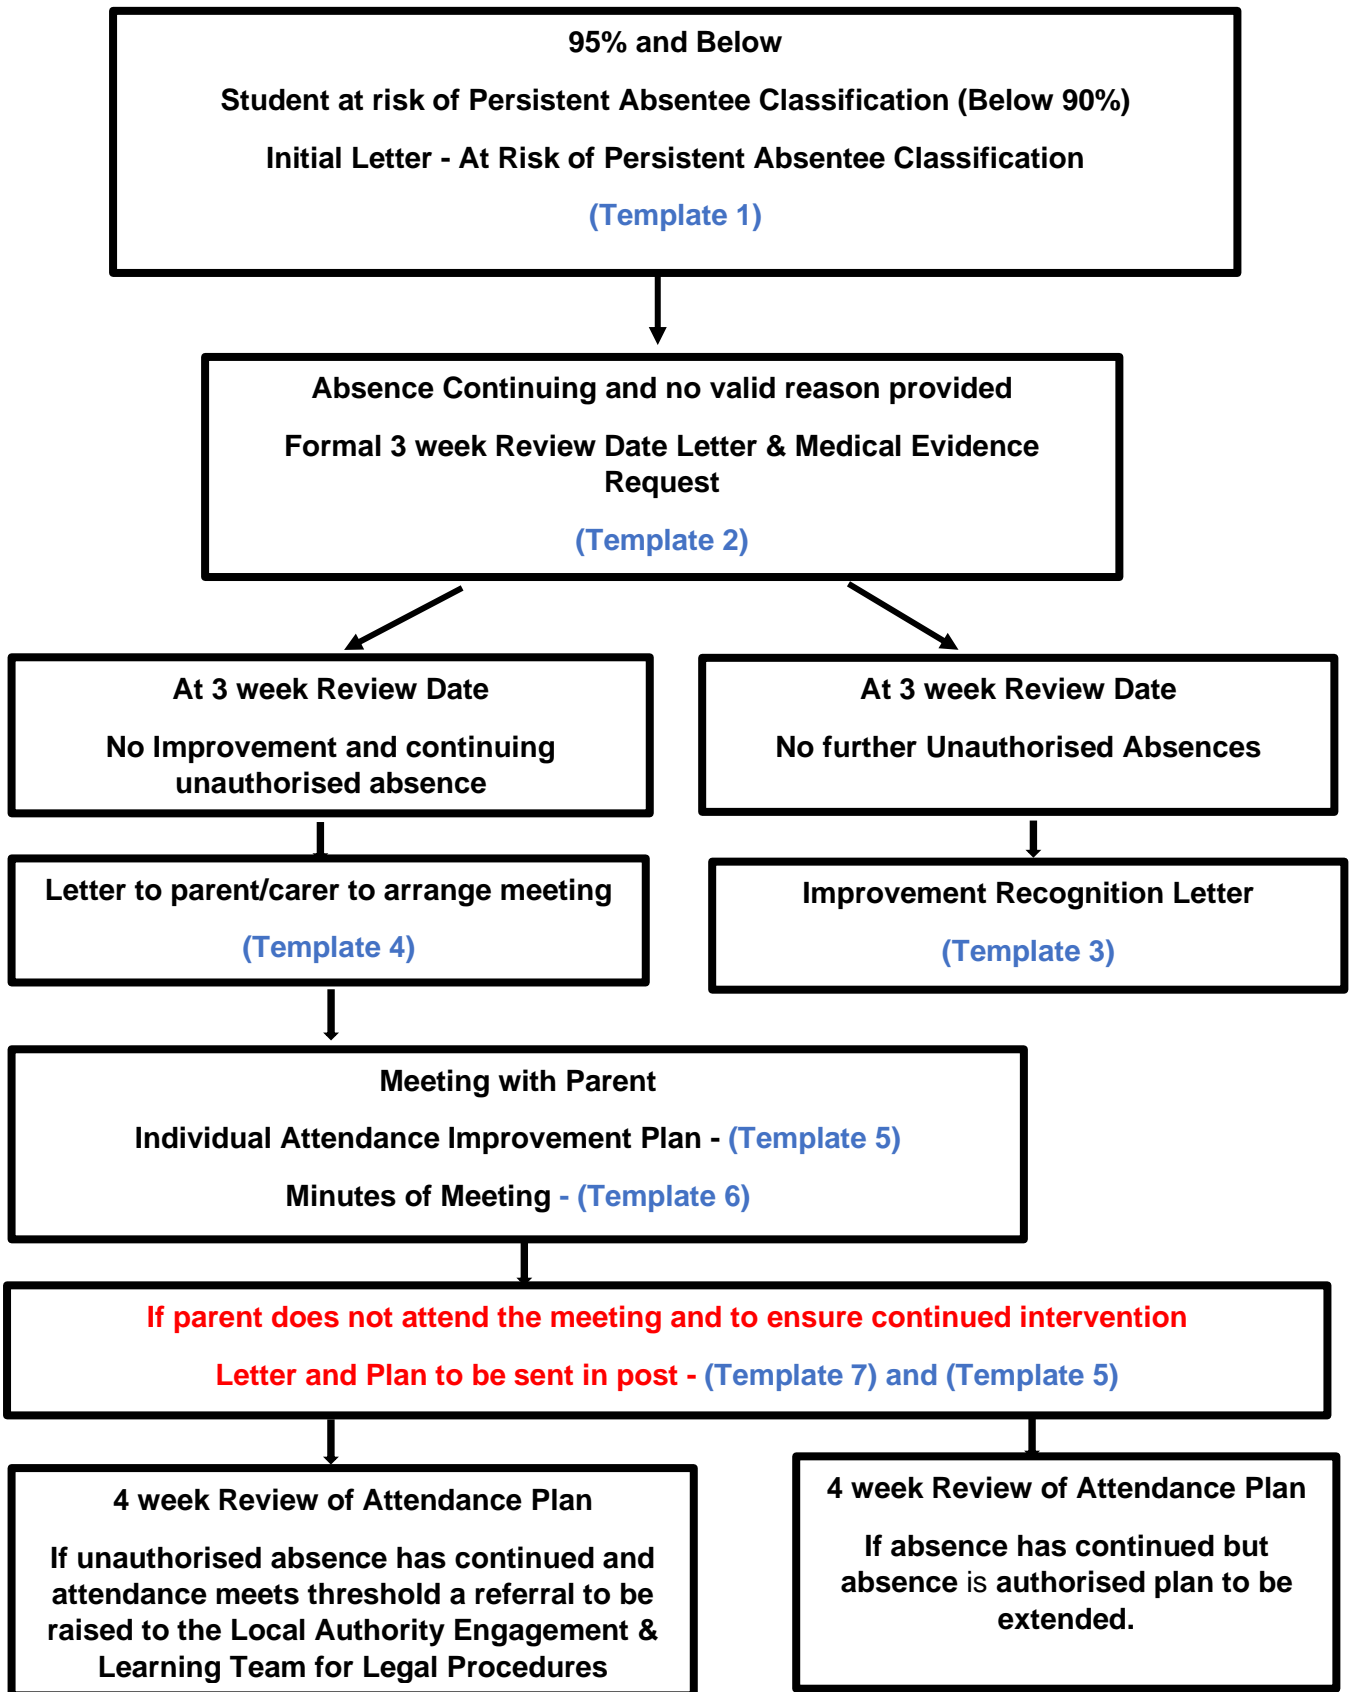 95% and Below
Student at risk of Persistent Absentee Classification (Below 90%)
Initial Letter - At Risk of Persistent Absentee Classification
(Template 1)
Absence Continuing and no valid reason provided
Formal 3 week Review Date Letter & Medical Evidence
Request
(Template 2)
At 3 week Review Date
No Improvement and continuing
unauthorised absence
At 3 week Review Date
No further Unauthorised Absences
Letter to parent/carer to arrange meeting
(Template 4)
Improvement Recognition Letter
(Template 3)
Meeting with Parent
Individual Attendance Improvement Plan - (Template 5)
Minutes of Meeting - (Template 6)
If parent does not attend the meeting and to ensure continued intervention
Letter and Plan to be sent in post - (Template 7) and (Template 5)
4 week Review of Attendance Plan
If unauthorised absence has continued and
attendance meets threshold a referral to be
raised to the Local Authority Engagement &
Learning Team for Legal Procedures
4 week Review of Attendance Plan
If absence has continued but
absence is authorised plan to be
extended.